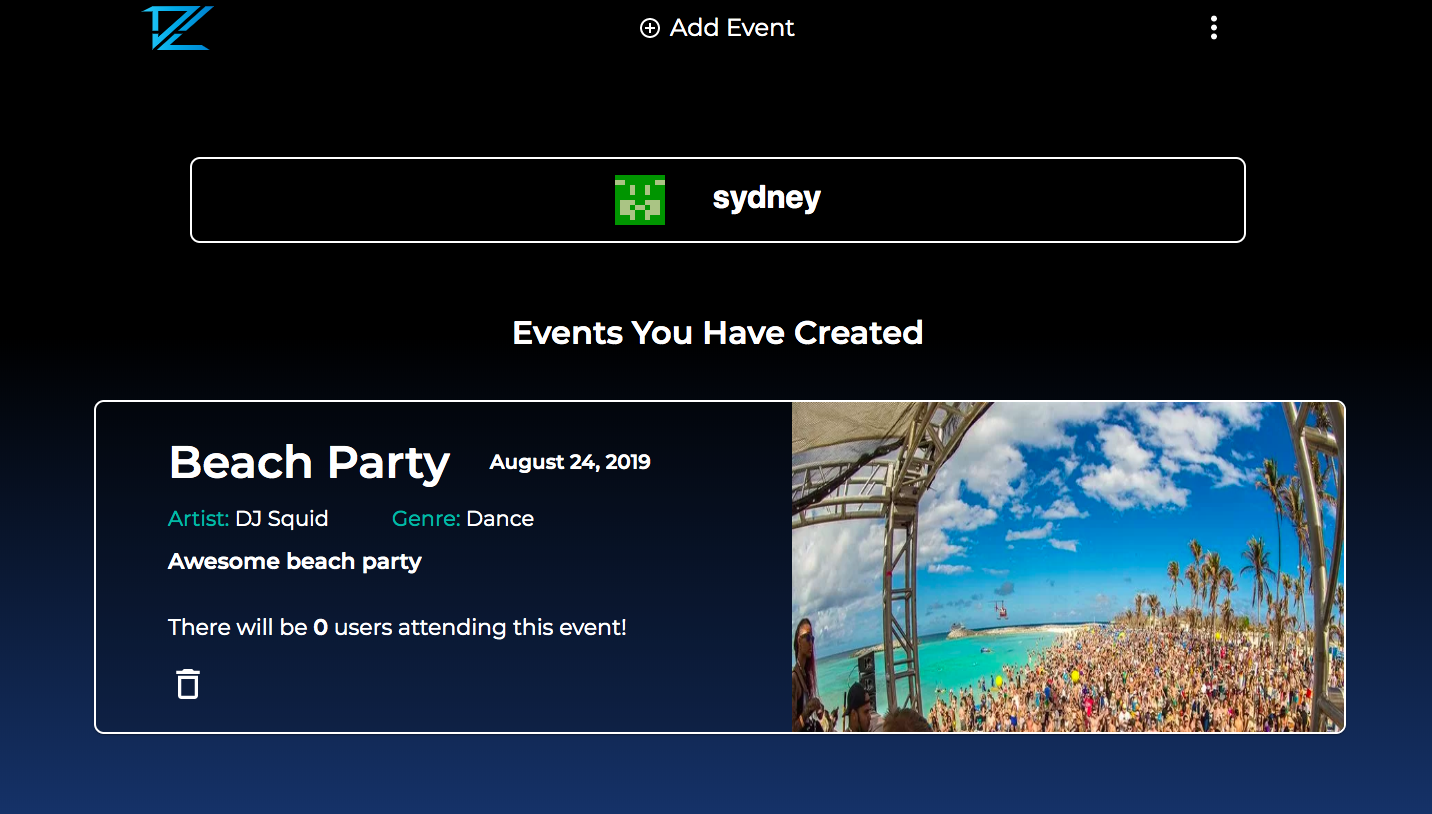 Add Event
sydney
Events You Have Created
Beach Party August 24, 2019
Artist: DJ Squid Genre: Dance
Awesome beach party
There will be 0 users attending this event!